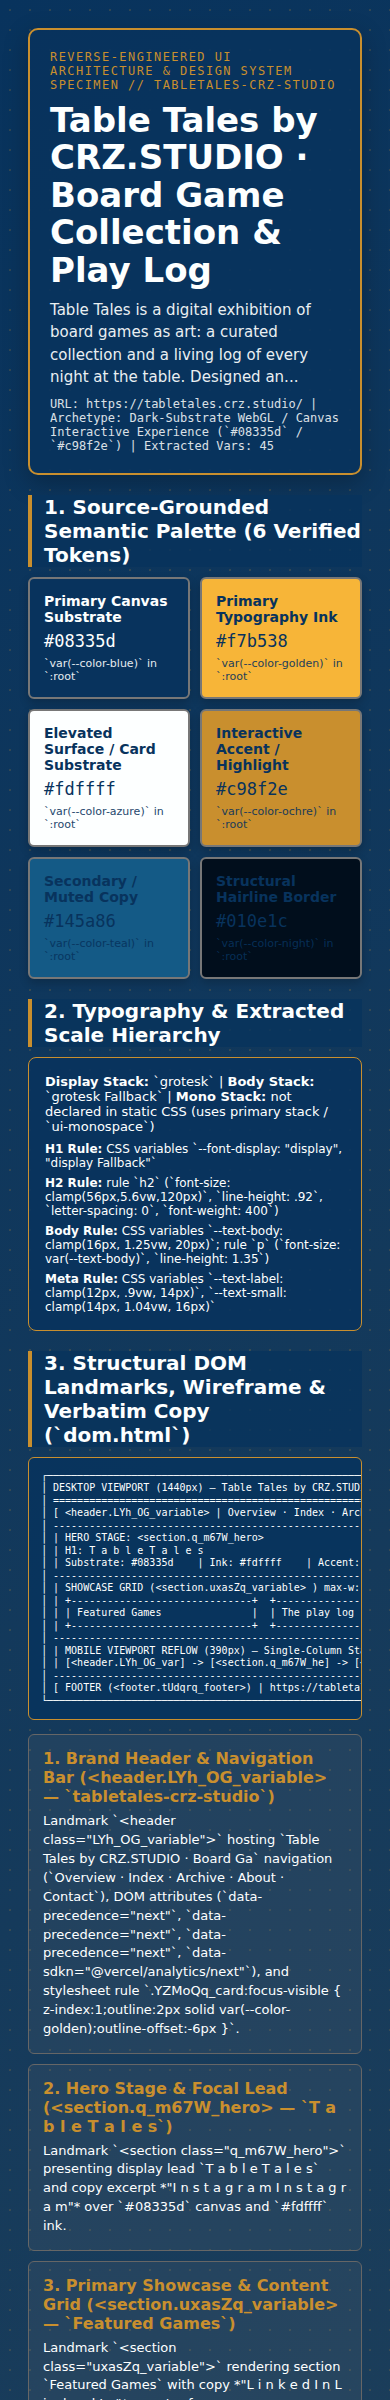 REVERSE-ENGINEERED UI
ARCHITECTURE & DESIGN SYSTEM
SPECIMEN // TABLETALES-CRZ-STUDIO
Table Tales by
CRZ.STUDIO ·
Board Game
Collection &
Play Log
Table Tales is a digital exhibition of
board games as art: a curated
collection and a living log of every
night at the table. Designed an...
URL: https://tabletales.crz.studio/ |
Archetype: Dark-Substrate WebGL / Canvas
Interactive Experience (`#08335d` /
`#c98f2e`) | Extracted Vars: 45
1. Source-Grounded
Semantic Palette (6 Verified
Tokens)
Primary Canvas
Substrate
#08335d
`var(--color-blue)` in
`:root`
Primary
Typography Ink
#f7b538
`var(--color-golden)` in
`:root`
Elevated
Surface / Card
Substrate
#fdffff
`var(--color-azure)` in
`:root`
Interactive
Accent /
Highlight
#c98f2e
`var(--color-ochre)` in
`:root`
Secondary /
Muted Copy
#145a86
`var(--color-teal)` in
`:root`
Structural
Hairline Border
#010e1c
`var(--color-night)` in
`:root`
2. Typography & Extracted
Scale Hierarchy
Display Stack: `grotesk` | Body Stack:
`grotesk Fallback` | Mono Stack: not
declared in static CSS (uses primary stack /
`ui-monospace`)
H1 Rule: CSS variables `--font-display: "display",
"display Fallback"`
H2 Rule: rule `h2` (`font-size:
clamp(56px,5.6vw,120px)`, `line-height: .92`,
`letter-spacing: 0`, `font-weight: 400`)
Body Rule: CSS variables `--text-body:
clamp(16px, 1.25vw, 20px)`; rule `p` (`font-size:
var(--text-body)`, `line-height: 1.35`)
Meta Rule: CSS variables `--text-label:
clamp(12px, .9vw, 14px)`, `--text-small:
clamp(14px, 1.04vw, 16px)`
3. Structural DOM
Landmarks, Wireframe &
Verbatim Copy
(`dom.html`)
DESKTOP VIEWPORT (1440px) — Table Tales by CRZ.STUD
[ <header.LYh_OG_variable> | Overview · Index · Arc
| HERO STAGE: <section.q_m67W_hero>
| H1: T a b l e T a l e s
| Substrate: #08335d | Ink: #fdffff | Accent:
| SHOWCASE GRID (<section.uxasZq_variable> ) max-w:
| | Featured Games | | The play log
| MOBILE VIEWPORT REFLOW (390px) — Single-Column St
| [<header.LYh_OG_var] -> [<section.q_m67W_he] -> [
[ FOOTER (<footer.tUdqrq_footer>) | https://tableta
1. Brand Header & Navigation
Bar (<header.LYh_OG_variable>
— `tabletales-crz-studio`)
Landmark `<header
class="LYh_OG_variable">` hosting `Table
Tales by CRZ.STUDIO · Board Ga` navigation
(`Overview · Index · Archive · About ·
Contact`), DOM attributes (`data-
precedence="next"`, `data-
precedence="next"`, `data-
precedence="next"`, `data-
sdkn="@vercel/analytics/next"`), and
stylesheet rule `.YZMoQq_card:focus-visible {
z-index:1;outline:2px solid var(--color-
golden);outline-offset:-6px }`.
2. Hero Stage & Focal Lead
(<section.q_m67W_hero> — `T a
b l e T a l e s`)
Landmark `<section class="q_m67W_hero">`
presenting display lead `T a b l e T a l e s`
and copy excerpt *"I n s t a g r a m I n s t a g r
a m"* over `#08335d` canvas and `#fdffff`
ink.
3. Primary Showcase & Content
Grid (<section.uxasZq_variable>
— `Featured Games`)
Landmark `<section
class="uxasZq_variable">` rendering section
`Featured Games` with copy *"L i n k e d I n L